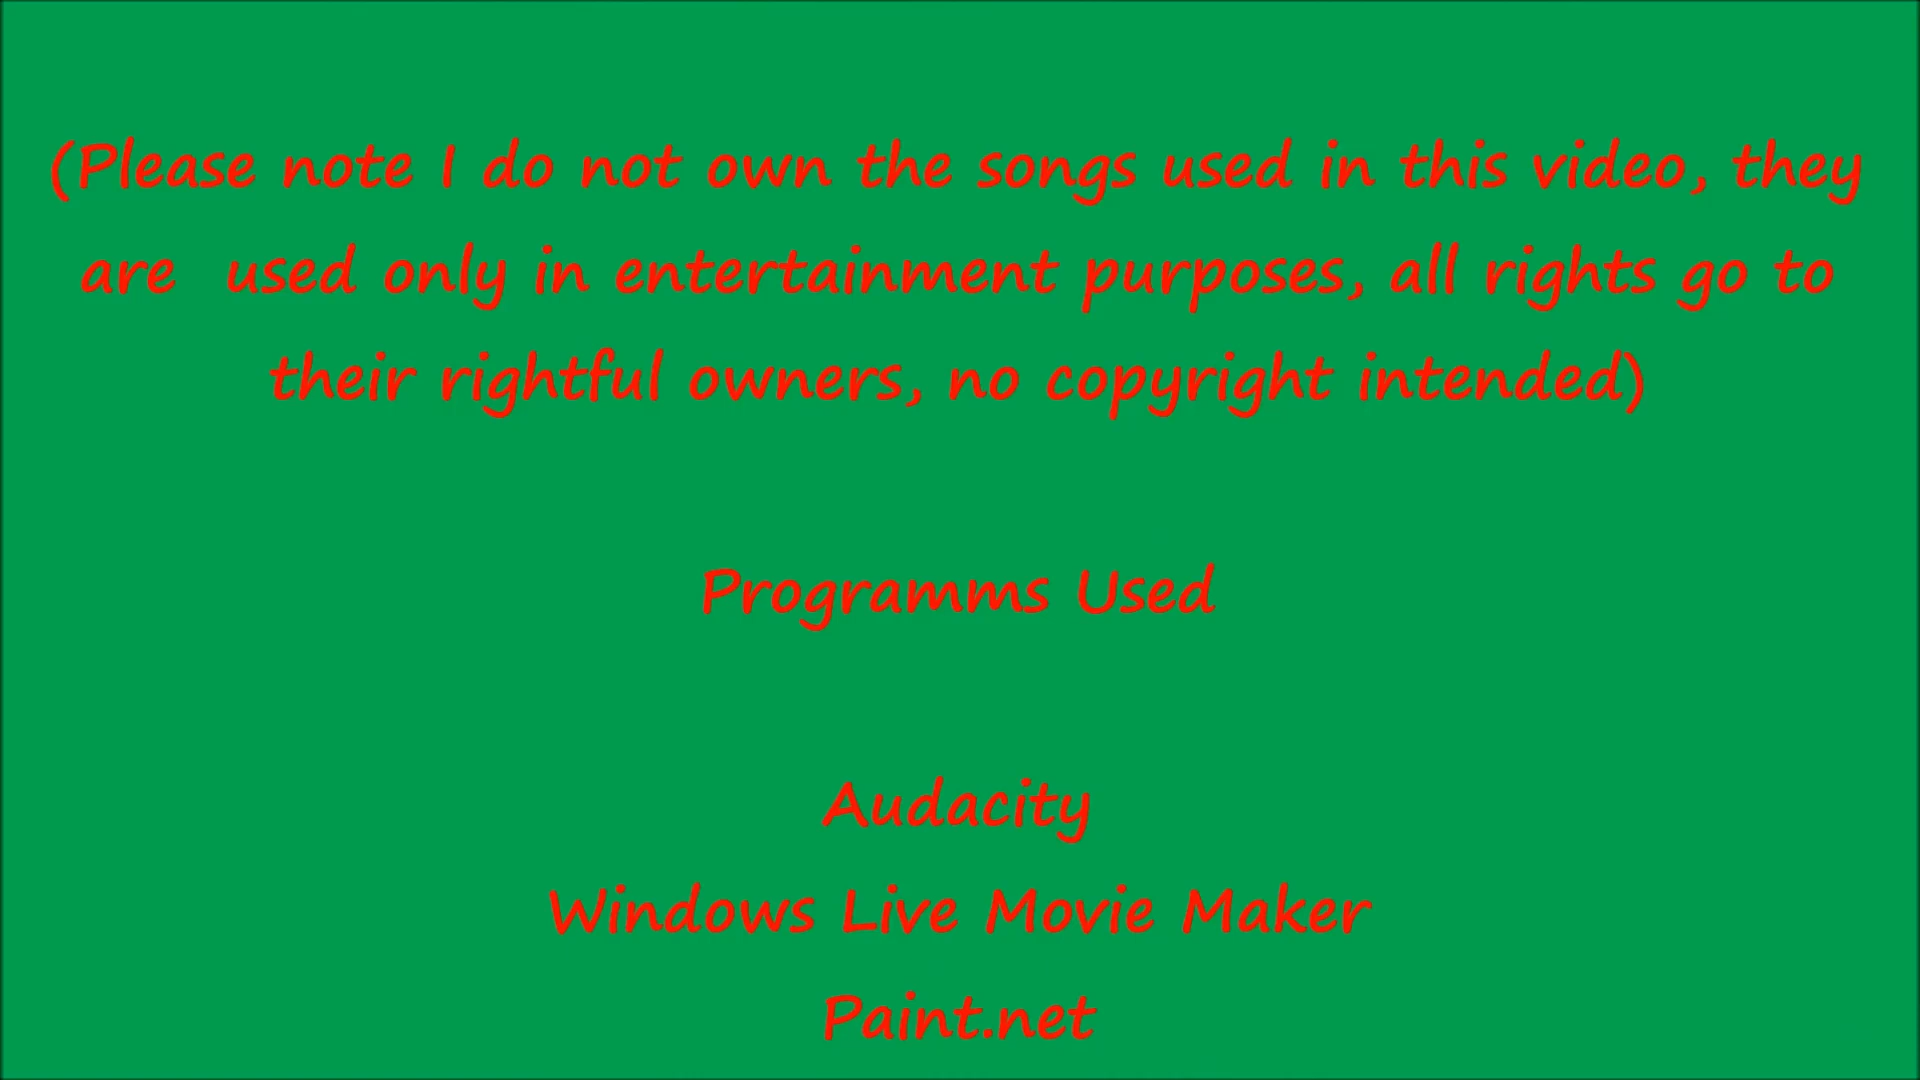 (Please note I do not own the songs used in this video, they
are  used only in entertainment purposes, all rights go to
their rightful owners, no copyright intended)
Programms Used
Audacity
Windows Live Movie Maker
Paint.net